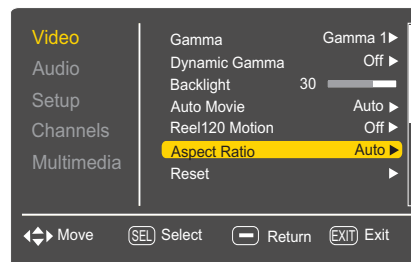 Video
Audio
Setup
Channels
Multimedia
Gamma Gamma 1▶
Dynamic Gamma Off ▶
Backlight 30
Auto Movie Auto ▶
Reel120 Motion Off ▶
Aspect Ratio Auto ▶
Reset ▶
Move SEL Select Return EXIT Exit